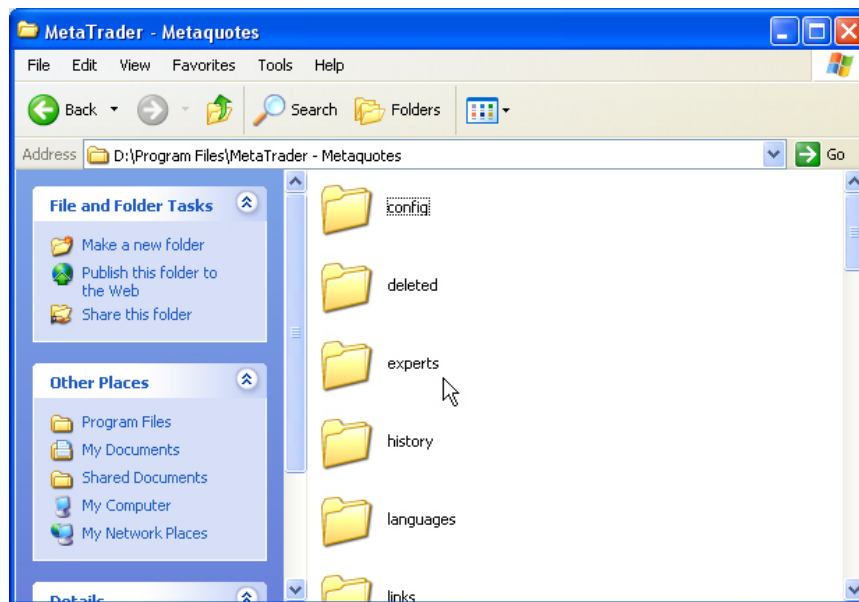 MetaTrader - Metaquotes
File Edit View Favorites Tools Help
Back Search Folders
Address D:\Program Files\MetaTrader - Metaquotes Go
File and Folder Tasks
Make a new folder
Publish this folder to
the Web
Share this folder
Other Places
Program Files
My Documents
Shared Documents
My Computer
My Network Places
Details
config
deleted
experts
history
languages
links